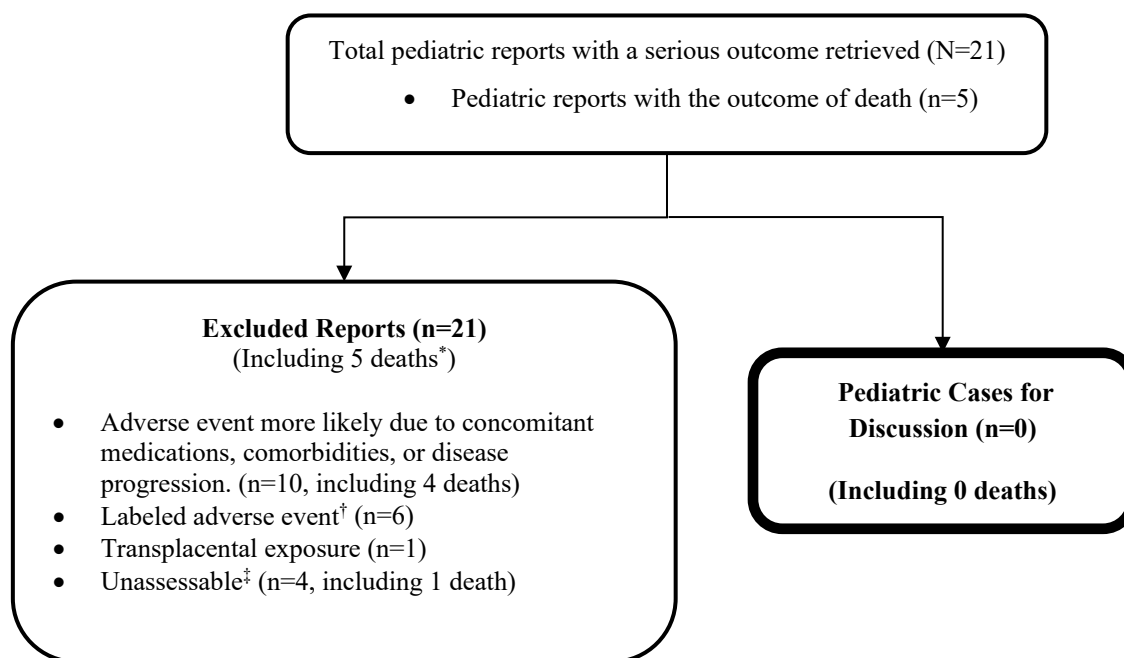 Total pediatric reports with a serious outcome retrieved (N=21)
• Pediatric reports with the outcome of death (n=5)
Excluded Reports (n=21)
(Including 5 deaths*)
• Adverse event more likely due to concomitant
medications, comorbidities, or disease
progression. (n=10, including 4 deaths)
• Labeled adverse event† (n=6)
• Transplacental exposure (n=1)
• Unassessable‡ (n=4, including 1 death)
Pediatric Cases for
Discussion (n=0)
(Including 0 deaths)